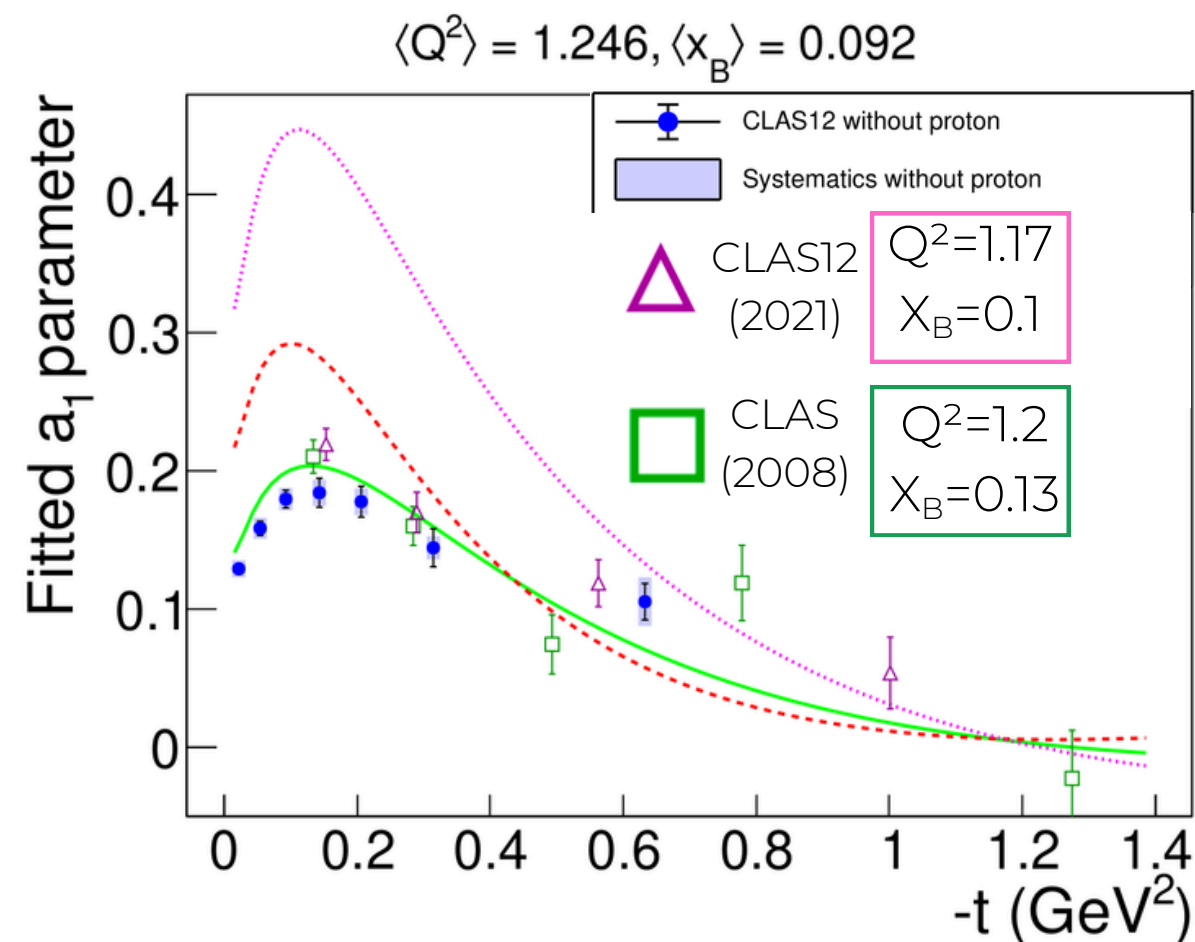 ⟨Q²⟩ = 1.246, ⟨x_B⟩ = 0.092
Fitted a₁ parameter
CLAS12 without proton
Systematics without proton
CLAS12
(2021)
Q²=1.17
X_B=0.1
CLAS
(2008)
Q²=1.2
X_B=0.13
0.4
0.3
0.2
0.1
0
0 0.2 0.4 0.6 0.8 1 1.2 1.4
-t (GeV²)